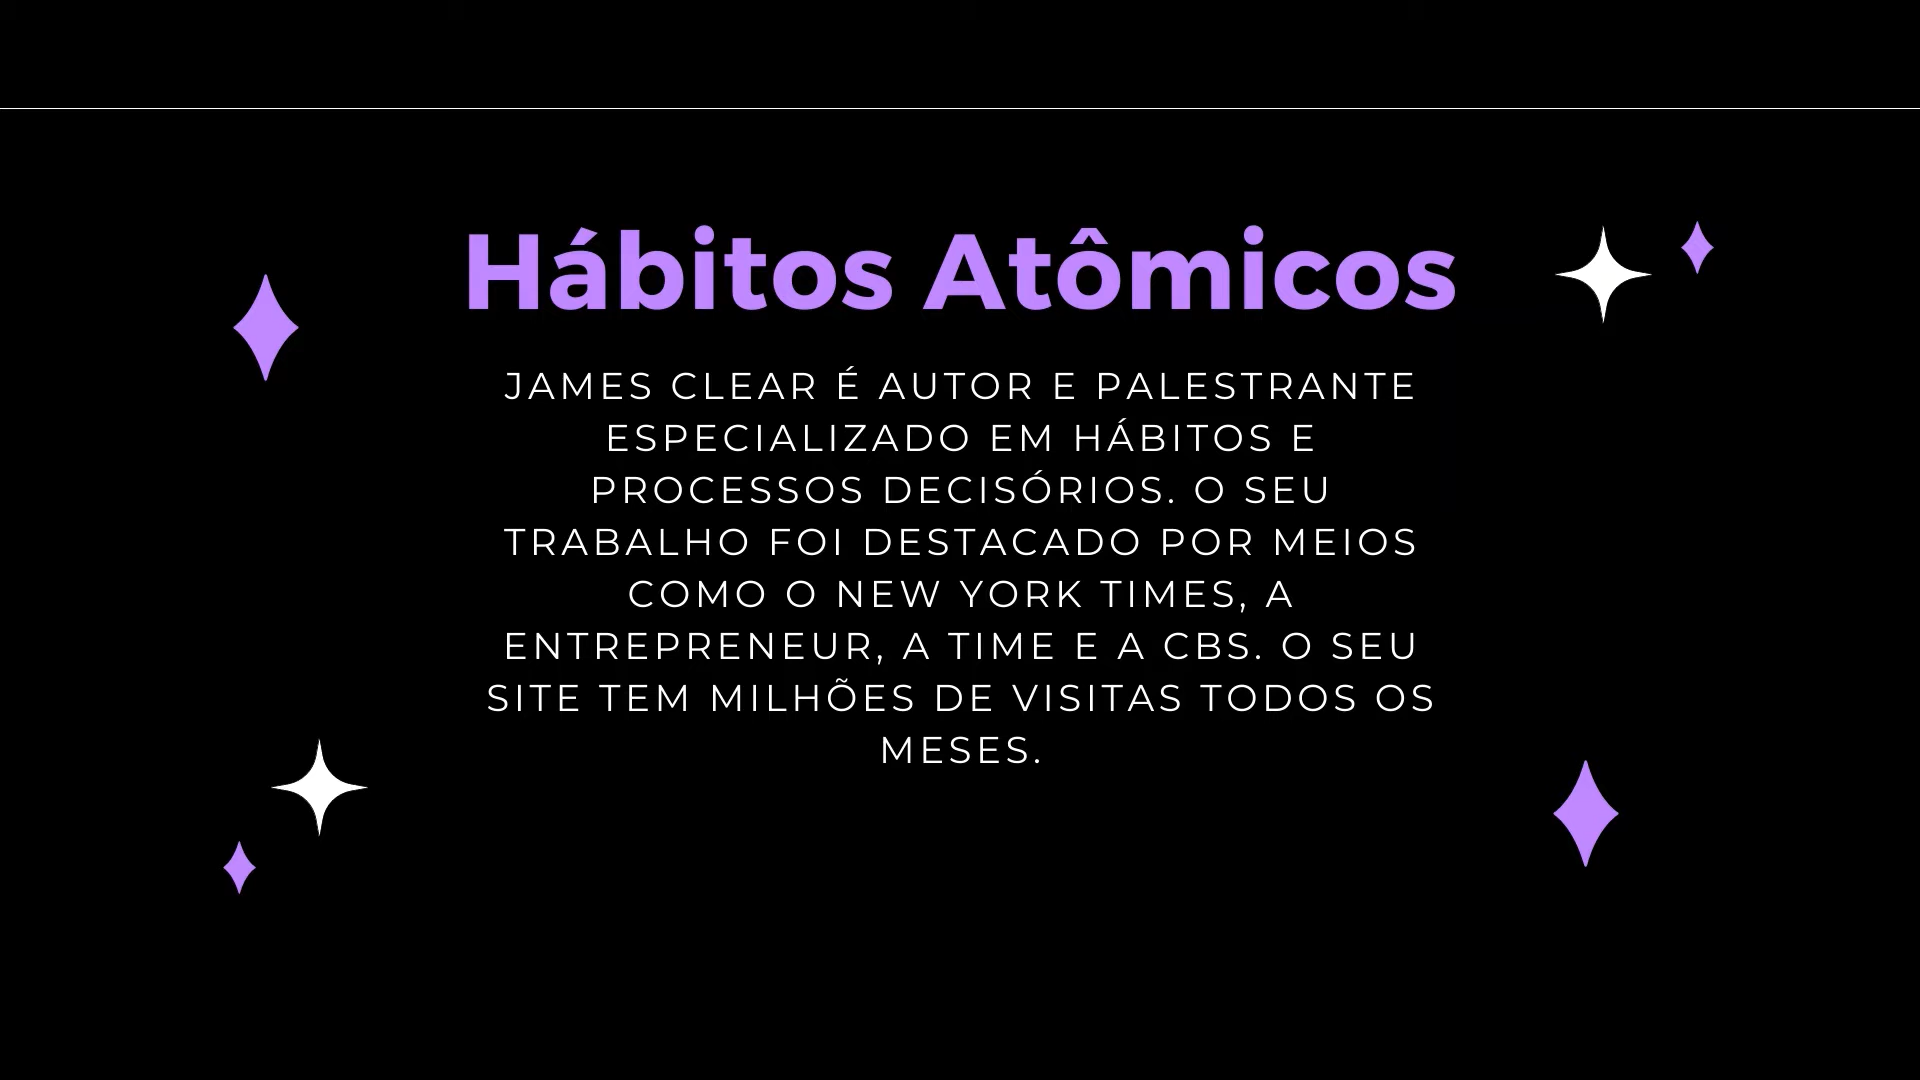 Hábitos Atômicos
JAMES CLEAR É AUTOR E PALESTRANTE
ESPECIALIZADO EM HÁBITOS E
PROCESSOS DECISÓRIOS. O SEU
TRABALHO FOI DESTACADO POR MEIOS
COMO O NEW YORK TIMES, A
ENTREPRENEUR, A TIME E A CBS. O SEU
SITE TEM MILHÕES DE VISITAS TODOS OS
MESES.